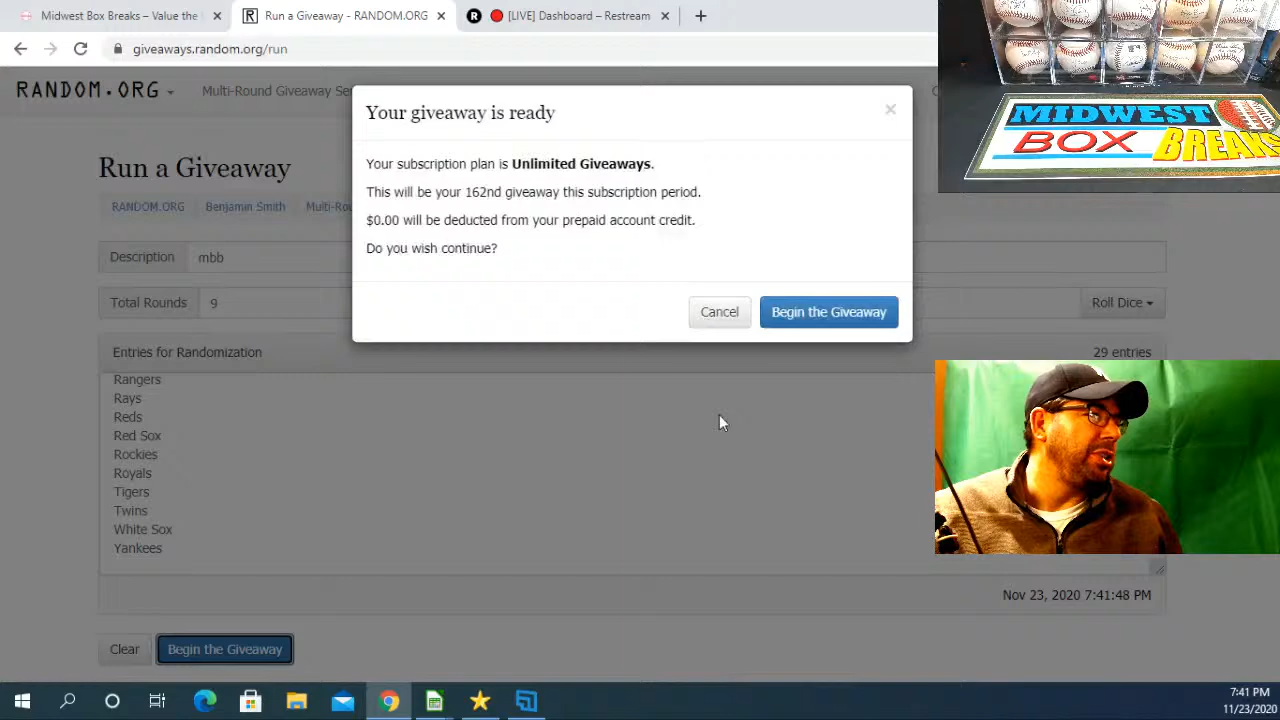 Midwest Box Breaks – Value the
Run a Giveaway - RANDOM.ORG
[LIVE] Dashboard – Restream
giveaways.random.org/run
RANDOM.ORG
Multi-Round Giveaway Se
Your giveaway is ready
Your subscription plan is Unlimited Giveaways.
This will be your 162nd giveaway this subscription period.
$0.00 will be deducted from your prepaid account credit.
Do you wish continue?
Cancel
Begin the Giveaway
MIDWEST
BOX BREAKS
Run a Giveaway
RANDOM.ORG
Benjamin Smith
Multi-Rou
Description
mbb
Total Rounds
9
Roll Dice
Entries for Randomization
29 entries
Rangers
Rays
Reds
Red Sox
Rockies
Royals
Tigers
Twins
White Sox
Yankees
Nov 23, 2020 7:41:48 PM
Clear
Begin the Giveaway
7:41 PM
11/23/2020